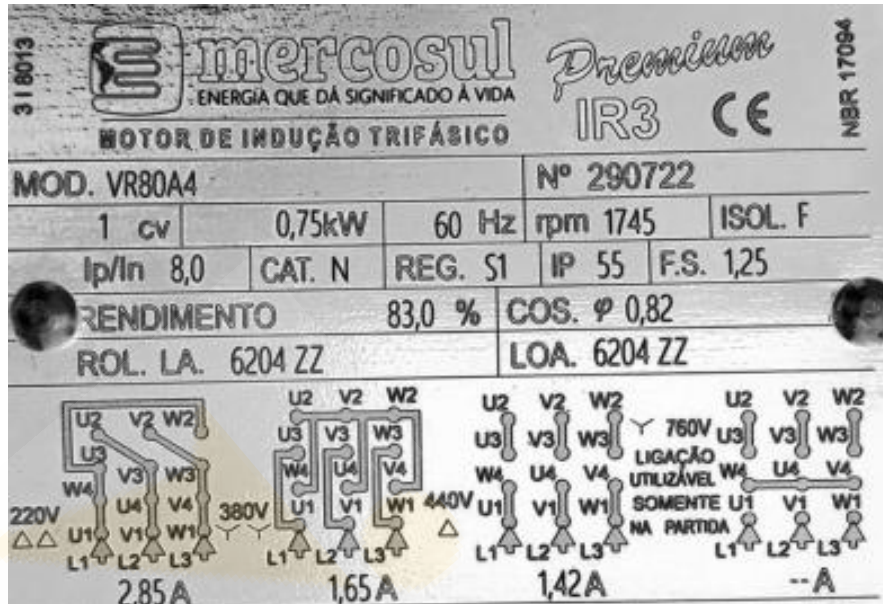 3 I 8013
mercosul
ENERGIA QUE DÁ SIGNIFICADO À VIDA
MOTOR DE INDUÇÃO TRIFÁSICO
Premium
IR3 CE
NBR 17094
MOD. VR80A4 Nº 290722
1 cv 0,75kW 60 Hz rpm 1745 ISOL. F
Ip/In 8,0 CAT. N REG. S1 IP 55 F.S. 1,25
RENDIMENTO 83,0 % COS. φ 0,82
ROL. LA. 6204 ZZ LOA. 6204 ZZ
U2 V2 W2
U3 V3 W3
W4 U4 V4
U1 V1 W1
L1 L2 L3
220V △△
2,85 A
U2 V2 W2
U3 V3 W3
W4 U4 V4
U1 V1 W1
L1 L2 L3
380V
1,65 A
U2 V2 W2
U3 V3 W3
W4 U4 V4
U1 V1 W1
L1 L2 L3
440V △
1,42 A
760V
LIGAÇÃO
UTILIZÁVEL
SOMENTE
NA PARTIDA
U2 V2 W2
U3 V3 W3
W4 U4 V4
U1 V1 W1
L1 L2 L3
-- A